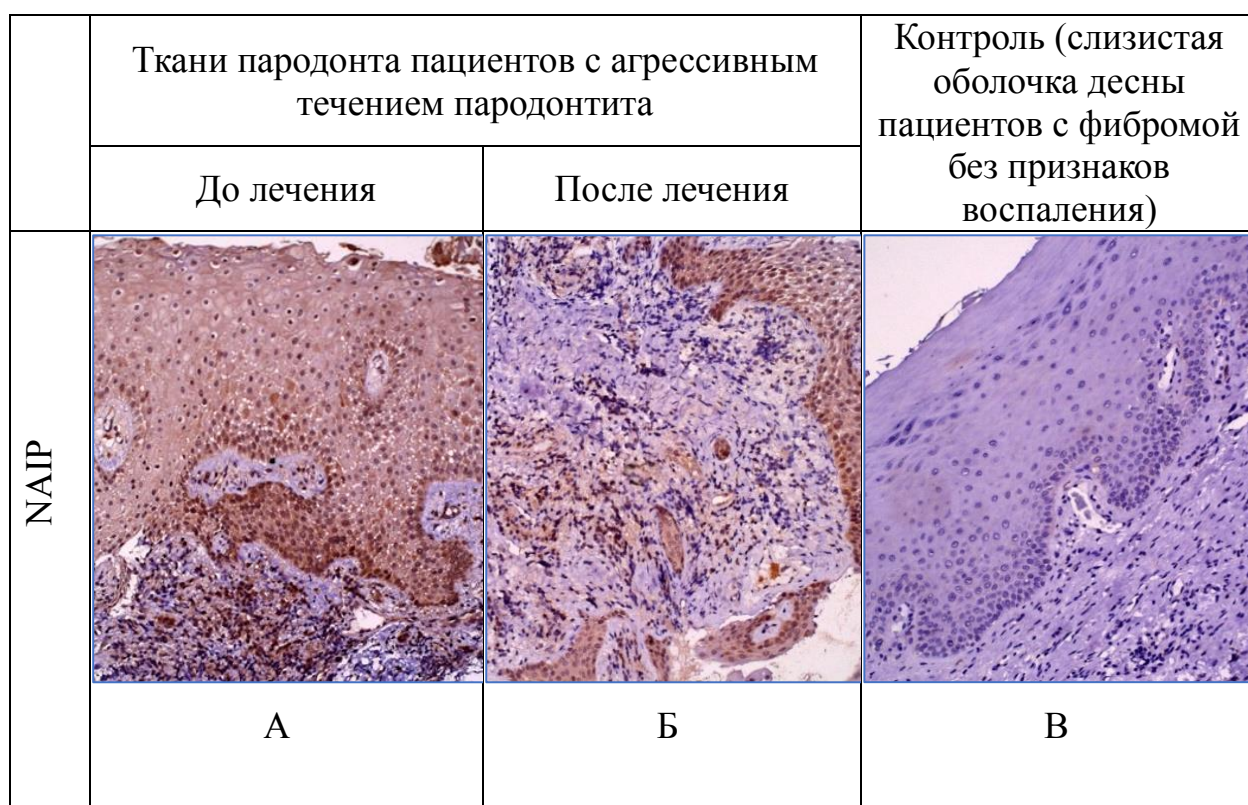 Ткани пародонта пациентов с агрессивным
течением пародонтита
Контроль (слизистая
оболочка десны
пациентов с фибромой
без признаков
воспаления)
До лечения
После лечения
NAIP
А
Б
В